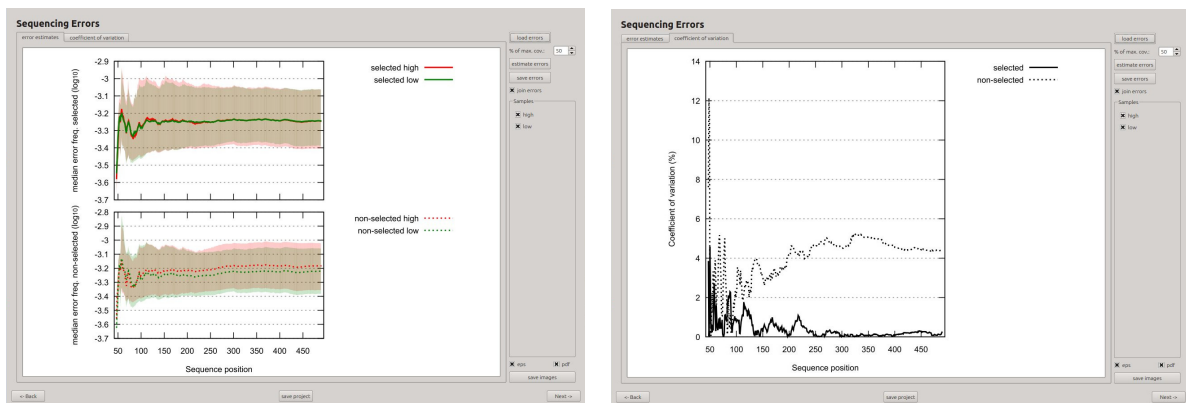 Sequencing Errors
error estimates coefficient of variation
load errors
% of max. cov.: 50
estimate errors
save errors
join errors
Samples
high
low
selected high
selected low
median error freq. selected (log10)
-2.9
-3
-3.1
-3.2
-3.3
-3.4
-3.5
-3.6
-3.7
non-selected high
non-selected low
median error freq. non-selected (log10)
-2.8
-2.9
-3
-3.1
-3.2
-3.3
-3.4
-3.5
-3.6
-3.7
50 100 150 200 250 300 350 400 450
Sequence position
eps pdf
save images
<- Back save project Next ->
Sequencing Errors
error estimates coefficient of variation
load errors
% of max. cov.: 50
estimate errors
save errors
join errors
Samples
high
low
selected
non-selected
Coefficient of variation (%)
14
12
10
8
6
4
2
0
50 100 150 200 250 300 350 400 450
Sequence position
eps pdf
save images
<- Back save project Next ->